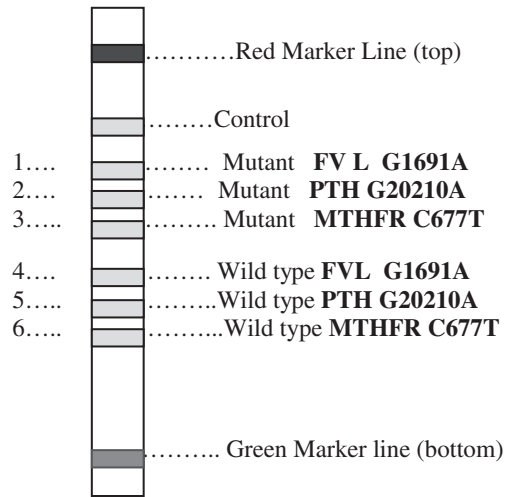 ...........Red Marker Line (top)
........Control
1.... ........ Mutant FV L G1691A
2.... ....... Mutant PTH G20210A
3..... ......... Mutant MTHFR C677T
4.... ........ Wild type FVL G1691A
5..... ........Wild type PTH G20210A
6..... ..........Wild type MTHFR C677T
.......... Green Marker line (bottom)